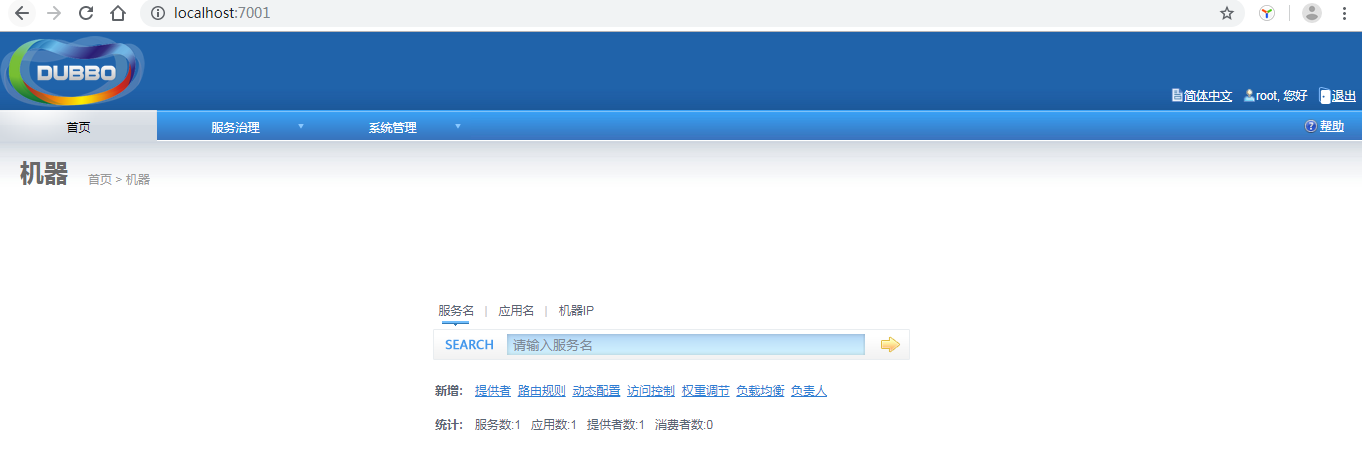 localhost:7001
DUBBO
简体中文 root, 您好 退出
首页 服务治理 系统管理 帮助
机器 首页 > 机器
服务名 | 应用名 | 机器IP
SEARCH 请输入服务名
新增: 提供者 路由规则 动态配置 访问控制 权重调节 负载均衡 负责人
统计: 服务数:1 应用数:1 提供者数:1 消费者数:0